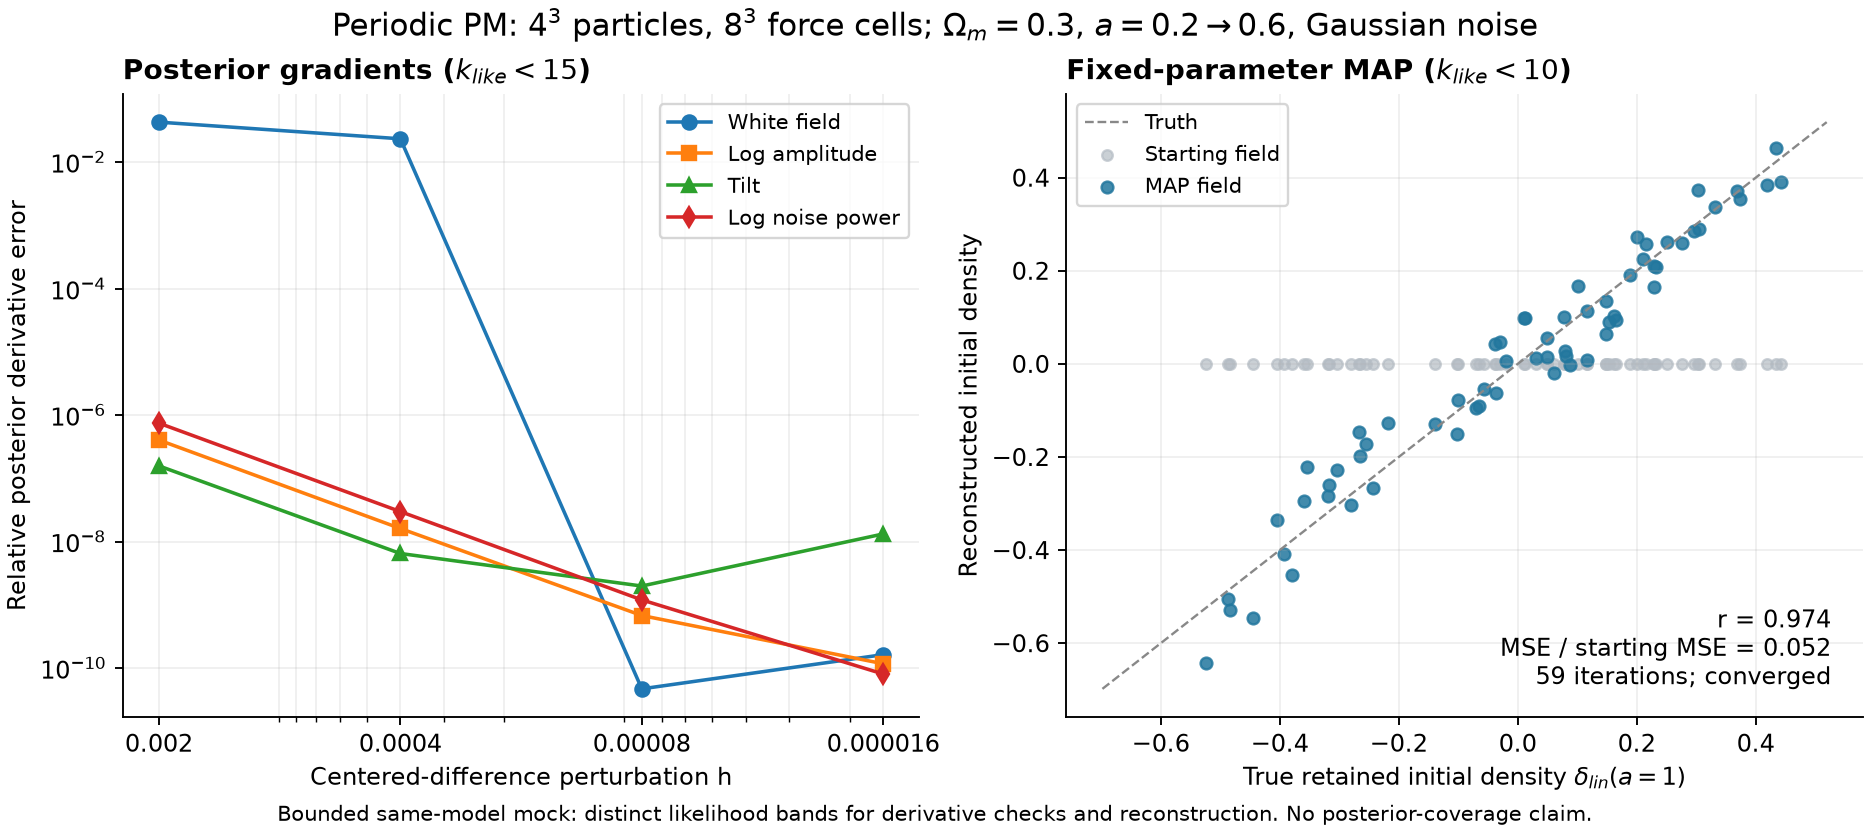 Periodic PM: 4³ particles, 8³ force cells; Ωₘ = 0.3, a = 0.2 → 0.6, Gaussian noise
Posterior gradients (k_like < 15)
White field
Log amplitude
Tilt
Log noise power
Relative posterior derivative error
10⁻²
10⁻⁴
10⁻⁶
10⁻⁸
10⁻¹⁰
0.002
0.0004
0.00008
0.000016
Centered-difference perturbation h
Fixed-parameter MAP (k_like < 10)
Truth
Starting field
MAP field
Reconstructed initial density
0.4
0.2
0.0
−0.2
−0.4
−0.6
r = 0.974
MSE / starting MSE = 0.052
59 iterations; converged
−0.6
−0.4
−0.2
0.0
0.2
0.4
True retained initial density δ_lin(a = 1)
Bounded same-model mock: distinct likelihood bands for derivative checks and reconstruction. No posterior-coverage claim.